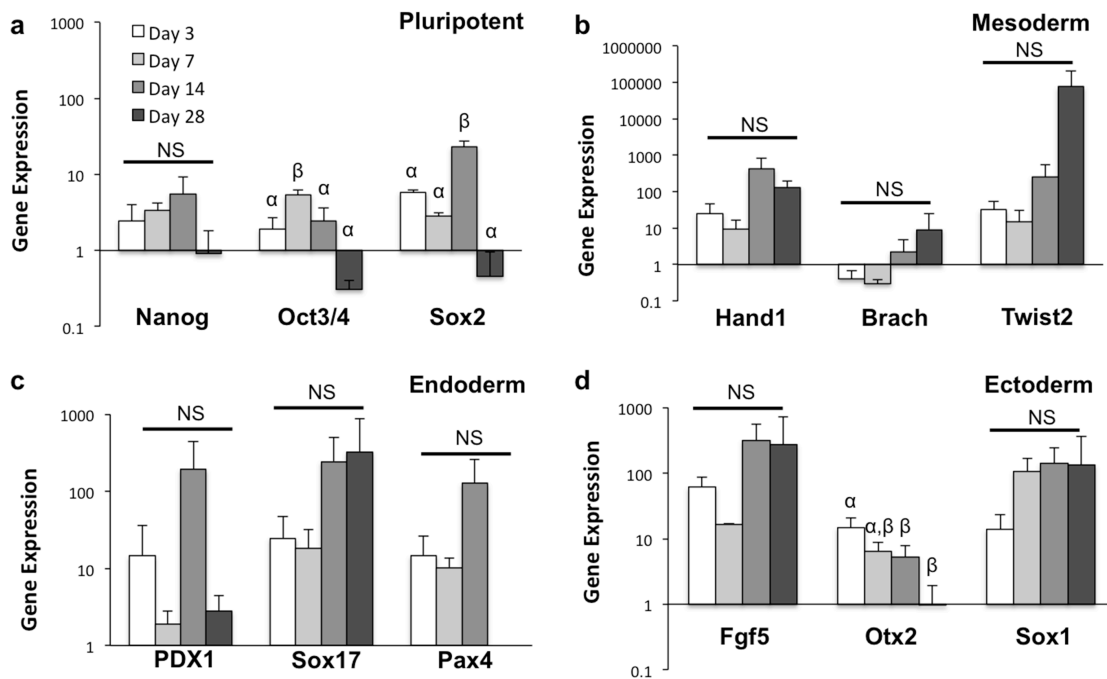 a
Pluripotent
Gene Expression
1000
100
10
1
0.1
Day 3
Day 7
Day 14
Day 28
NS
α
β
α
α
α
α
β
α
Nanog
Oct3/4
Sox2
b
Mesoderm
Gene Expression
1000000
100000
10000
1000
100
10
1
0.1
NS
NS
NS
Hand1
Brach
Twist2
c
Endoderm
Gene Expression
1000
100
10
1
NS
NS
NS
PDX1
Sox17
Pax4
d
Ectoderm
Gene Expression
1000
100
10
1
0.1
NS
α
α,β
β
β
NS
Fgf5
Otx2
Sox1